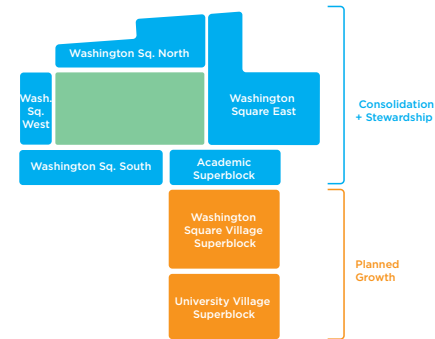 Washington Sq. North
Wash.
Sq.
West
Washington
Square East
Consolidation
+ Stewardship
Washington Sq. South
Academic
Superblock
Washington
Square Village
Superblock
Planned
Growth
University Village
Superblock